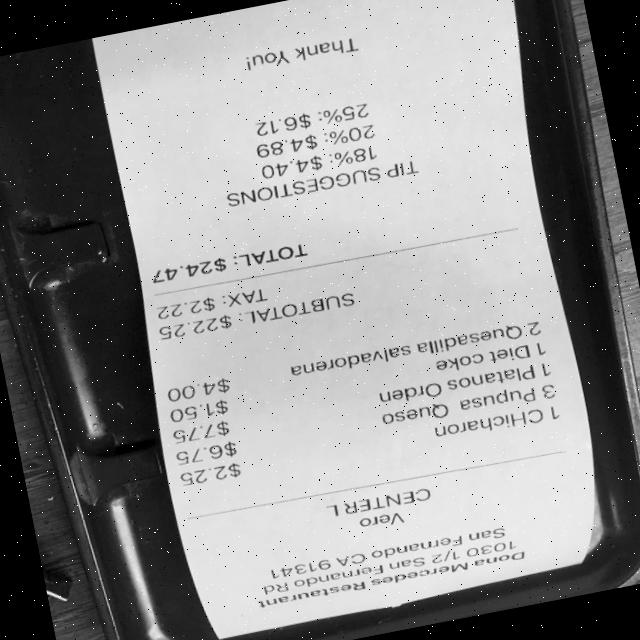 Dona Mercedes Restaurant
1030 1/2 San Fernando Rd
San Fernando CA 91341
Vero
CENTER L
1 CHicharon $2.25
3 Pupusa Queso $6.75
1 Platanos Orden $7.75
1 Diet coke $1.50
2 Quesadilla salvadorena $4.00
SUBTOTAL: $22.25
TAX: $2.22
TOTAL: $24.47
TIP SUGGESTIONS
18%: $4.40
20%: $4.89
25%: $6.12
Thank You!